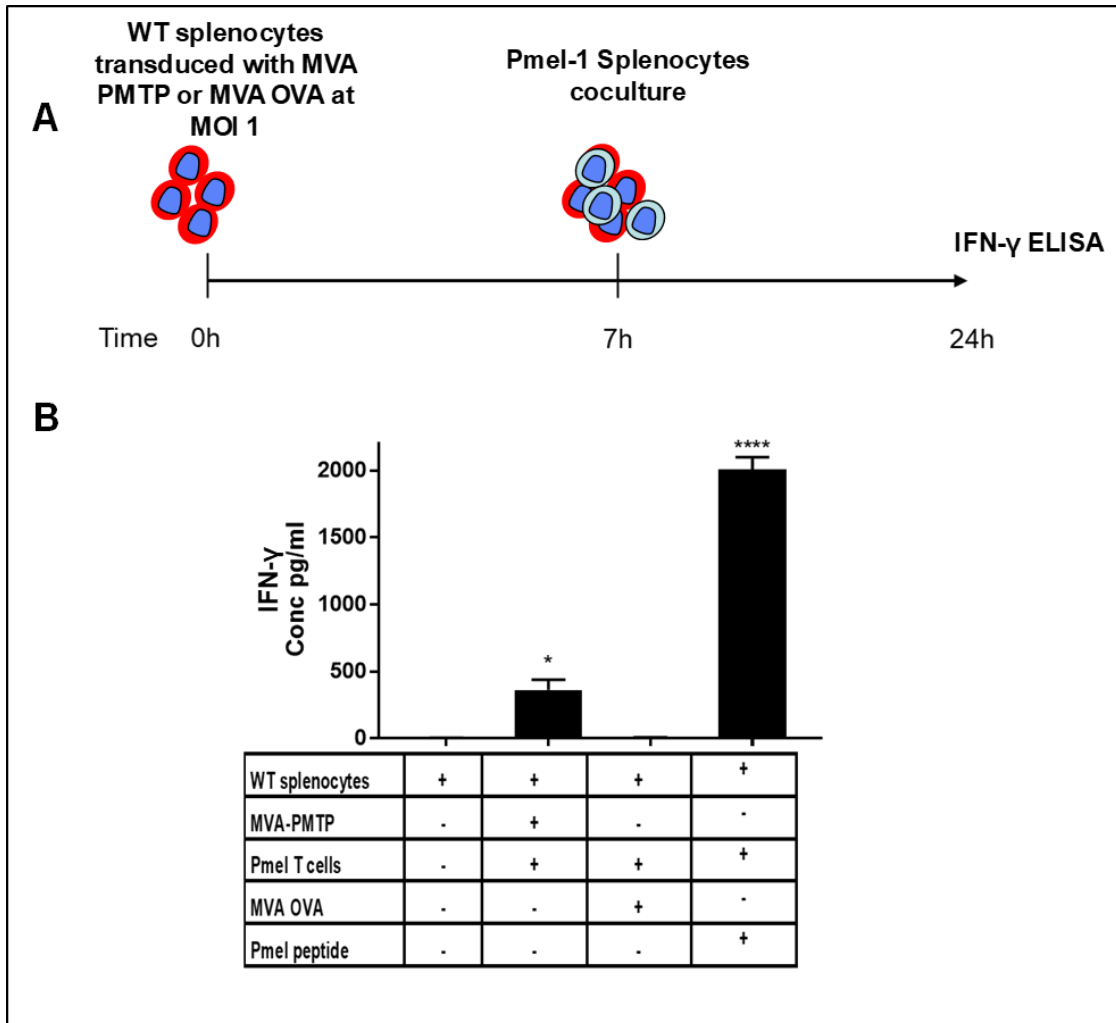 WT splenocytes
transduced with MVA
PMTP or MVA OVA at
MOI 1
Pmel-1 Splenocytes
coculture
A
IFN-γ ELISA
Time 0h 7h 24h
B
IFN-γ
Conc pg/ml
2000
1500
1000
500
0
*
****
WT splenocytes + + + +
MVA-PMTP - + - -
Pmel T cells - + + +
MVA OVA - - + -
Pmel peptide - - - +